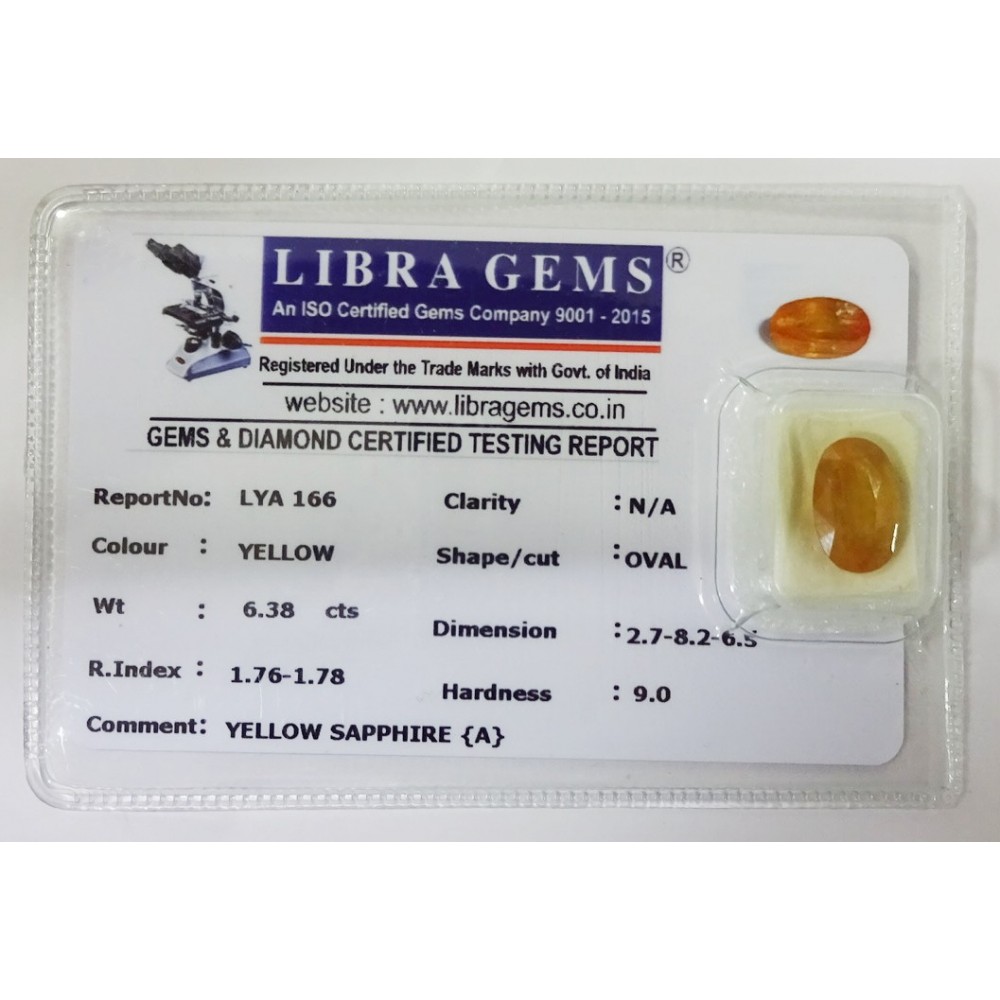 LIBRA GEMS ®
An ISO Certified Gems Company 9001 - 2015
Registered Under the Trade Marks with Govt. of India
website : www.libragems.co.in
GEMS & DIAMOND CERTIFIED TESTING REPORT
ReportNo: LYA 166
Colour : YELLOW
Wt : 6.38 cts
R.Index : 1.76-1.78
Comment: YELLOW SAPPHIRE {A}
Clarity : N/A
Shape/cut : OVAL
Dimension : 2.7-8.2-6.5
Hardness : 9.0